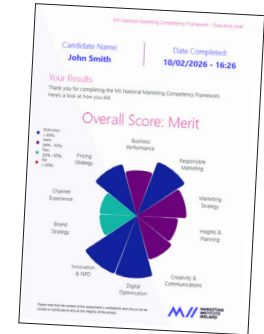 MII National Marketing Competency Framework - Executive Level
Candidate Name:
John Smith
Date Completed:
10/02/2026 - 16:26
Your Results
Thank you for completing the MII National Marketing Competency Framework.
Here's a look at how you did.
Overall Score: Merit
Distinction
Merit
Pass
Fail
Business
Performance
Responsible
Marketing
Marketing
Strategy
Insights &
Planning
Creativity &
Communications
Digital
Optimisation
Innovation
& NPD
Brand
Strategy
Channel
Experience
Pricing
Strategy
MII
MARKETING
INSTITUTE
IRELAND